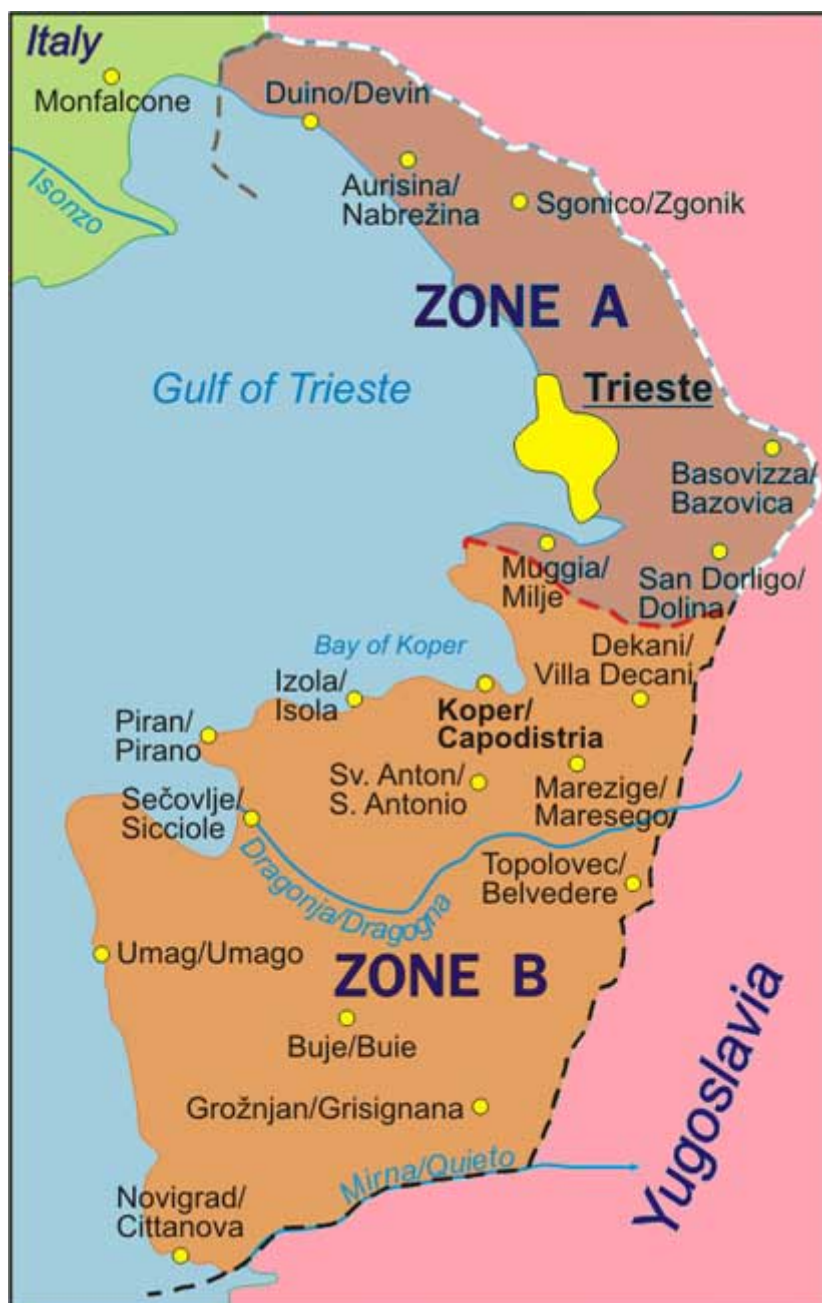 Italy
Monfalcone
Isonzo
Duino/Devin
Aurisina/
Nabrežina
Sgonico/Zgonik
ZONE A
Gulf of Trieste
Trieste
Basovizza/
Bazovica
Muggia/
Milje
San Dorligo/
Dolina
Bay of Koper
Dekani/
Villa Decani
Izola/
Isola
Koper/
Capodistria
Piran/
Pirano
Sv. Anton/
S. Antonio
Marezige/
Maresego
Sečovlje/
Sicciole
Dragonja/Dragogna
Topolovec/
Belvedere
Umag/Umago
ZONE B
Buje/Buie
Yugoslavia
Grožnjan/Grisignana
Mirna/Quieto
Novigrad/
Cittanova